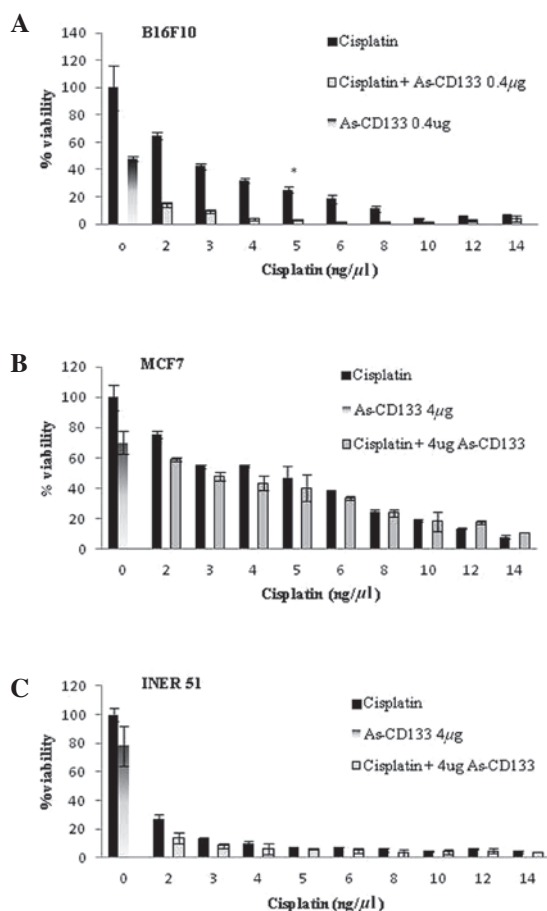 A
B16F10
Cisplatin
Cisplatin + As-CD133 0.4µg
As-CD133 0.4ug
% viability
140
120
100
80
60
40
20
0
*
0 2 3 4 5 6 8 10 12 14
Cisplatin (ng/µl )
B
MCF7
Cisplatin
As-CD133 4µg
Cisplatin + 4ug As-CD133
% viability
120
100
80
60
40
20
0
0 2 3 4 5 6 8 10 12 14
Cisplatin (ng/µl )
C
INER 51
Cisplatin
As-CD133 4µg
Cisplatin + 4ug As-CD133
%viability
120
100
80
60
40
20
0
0 2 3 4 5 6 8 10 12 14
Cisplatin (ng/µl )